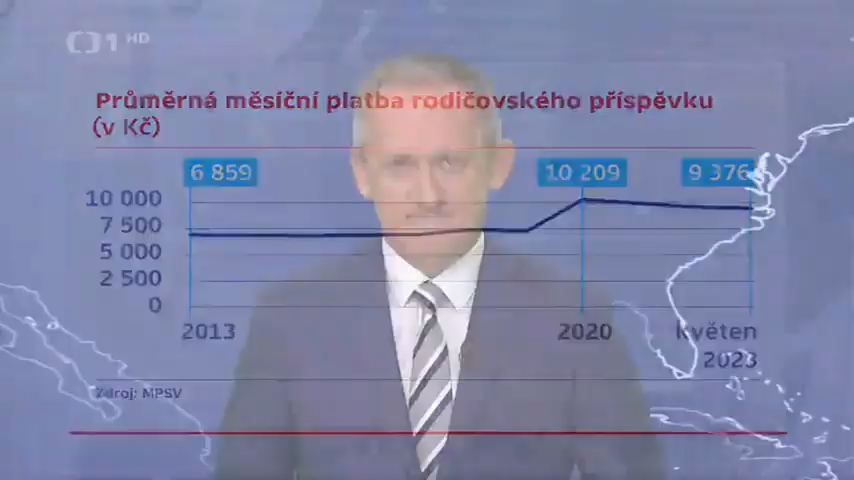 1 HD
Průměrná měsíční platba rodičovského příspěvku
(v Kč)
6 859
10 209
9 376
10 000
7 500
5 000
2 500
0
2013
2020
květen
2023
Zdroj: MPSV